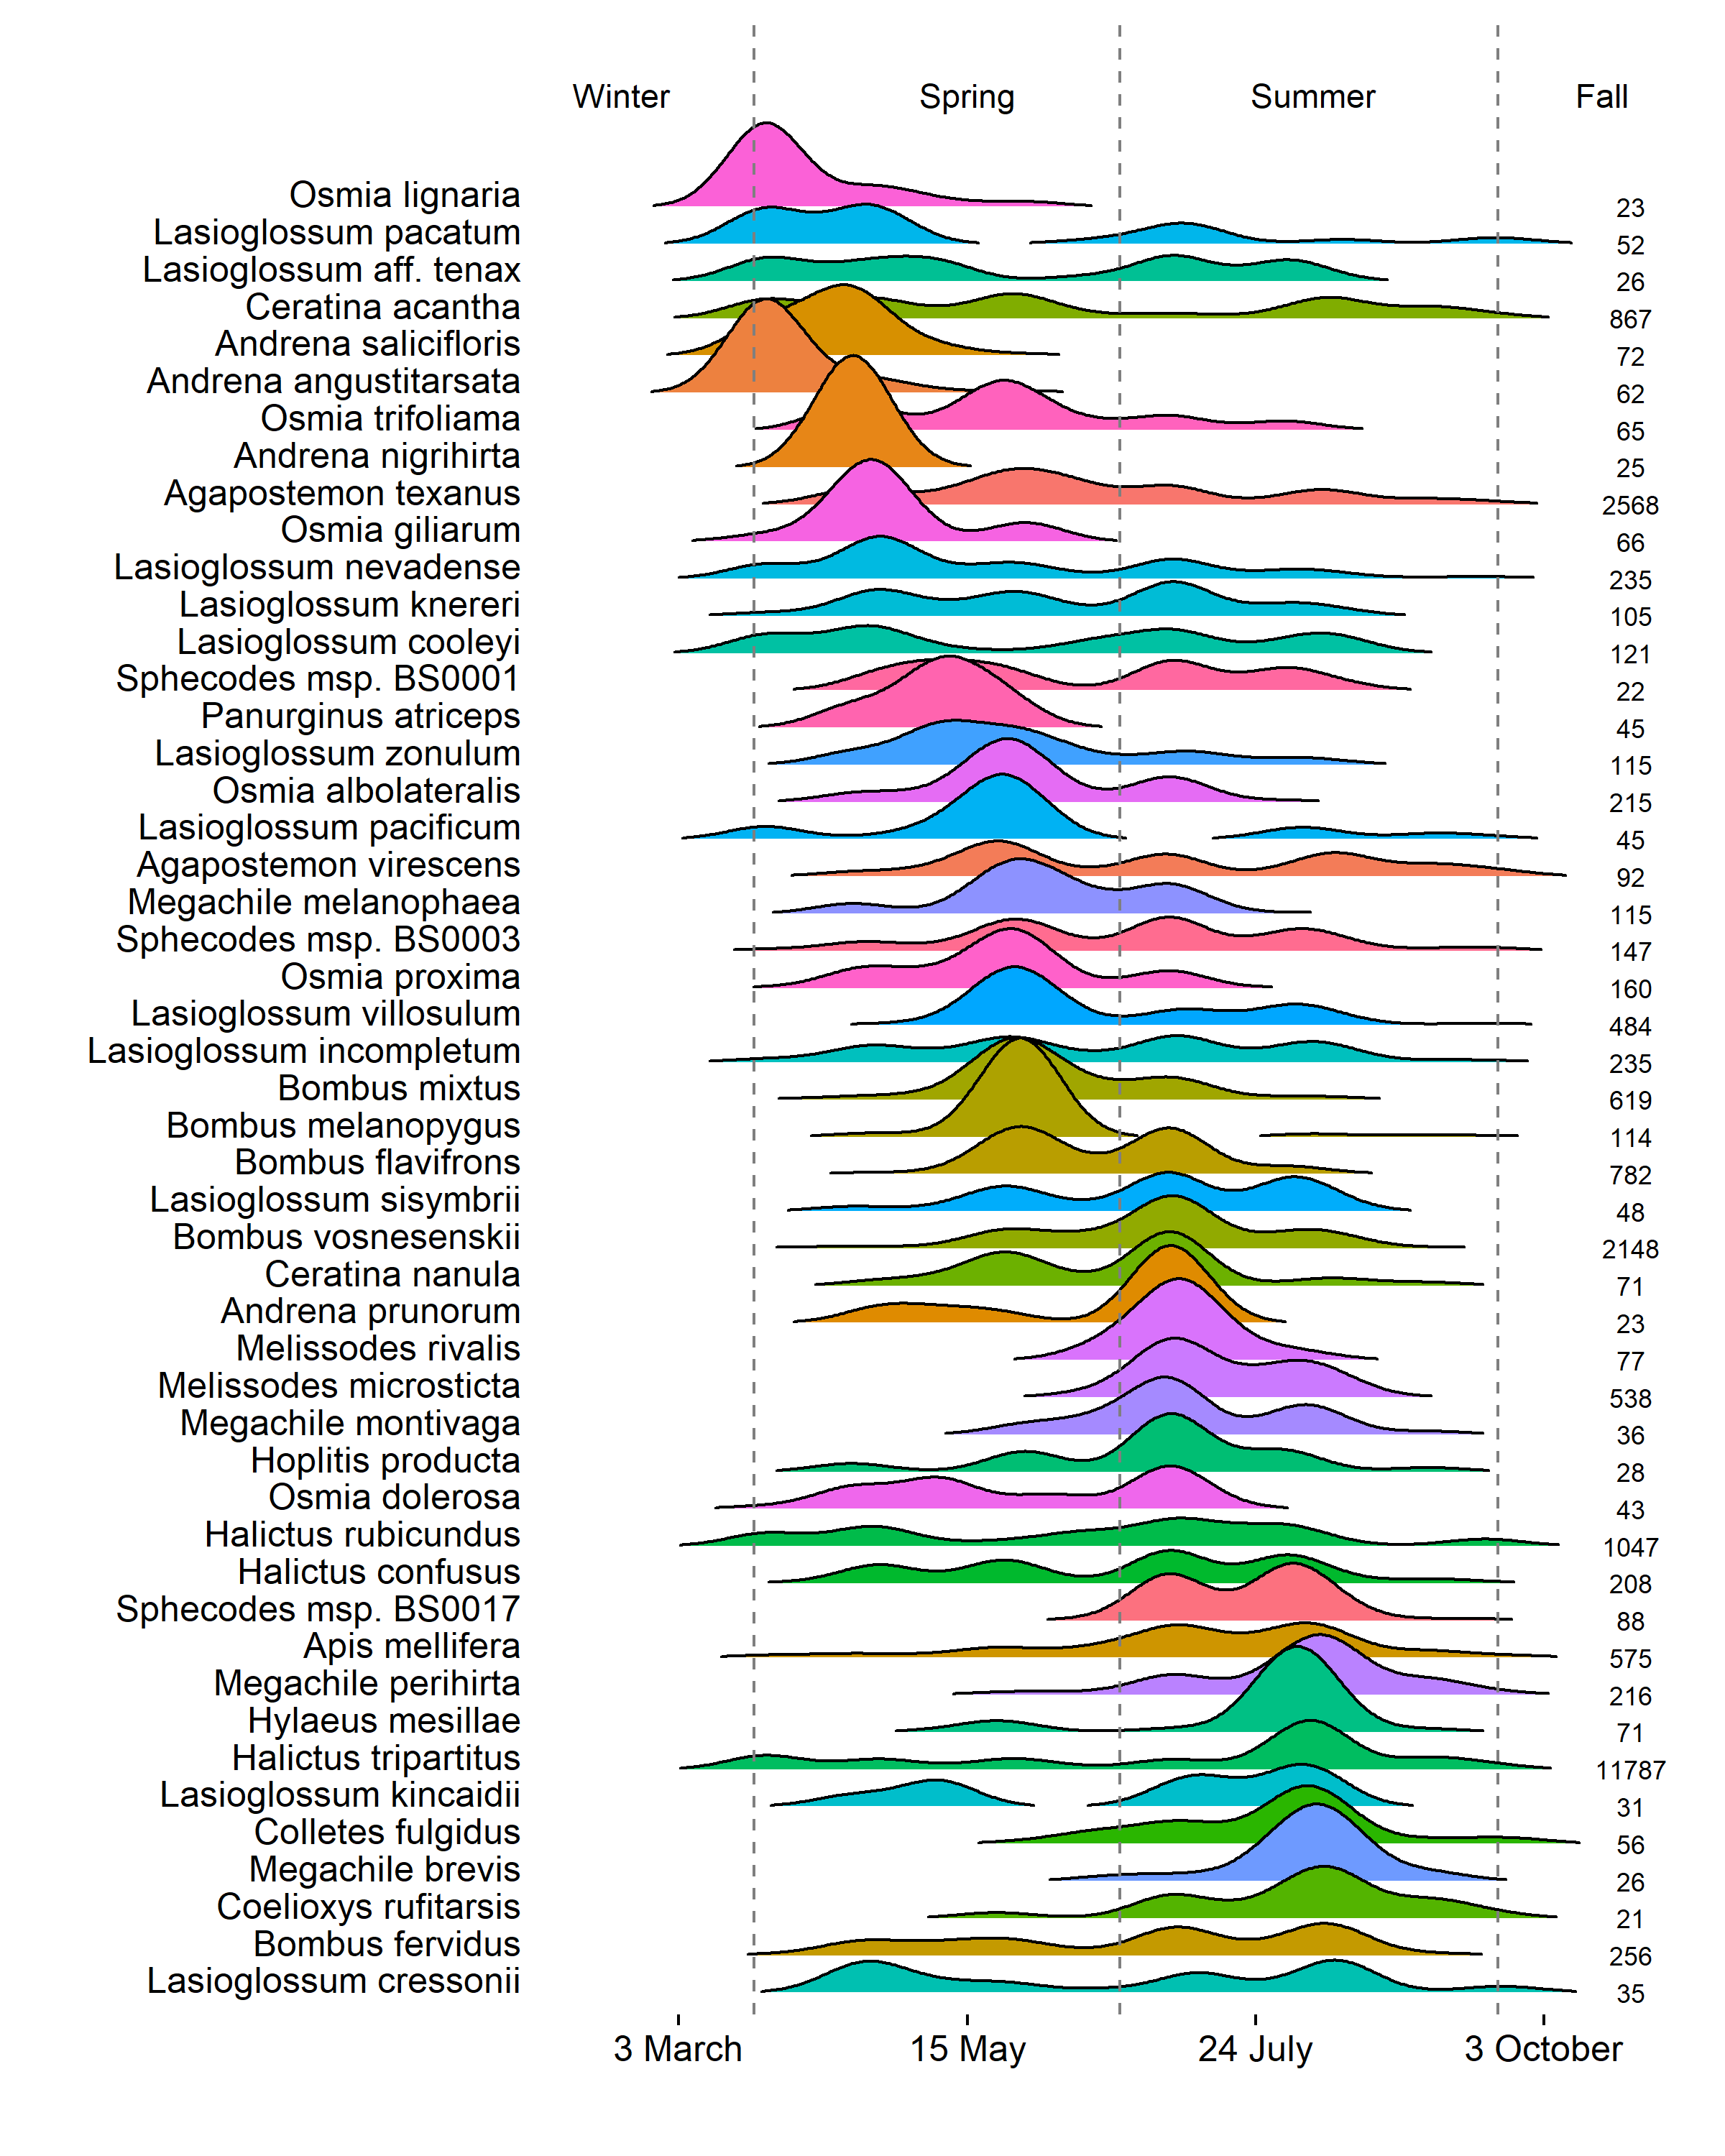 Winter Spring Summer Fall
Osmia lignaria 23
Lasioglossum pacatum 52
Lasioglossum aff. tenax 26
Ceratina acantha 867
Andrena salicifloris 72
Andrena angustitarsata 62
Osmia trifoliama 65
Andrena nigrihirta 25
Agapostemon texanus 2568
Osmia giliarum 66
Lasioglossum nevadense 235
Lasioglossum knereri 105
Lasioglossum cooleyi 121
Sphecodes msp. BS0001 22
Panurginus atriceps 45
Lasioglossum zonulum 115
Osmia albolateralis 215
Lasioglossum pacificum 45
Agapostemon virescens 92
Megachile melanophaea 115
Sphecodes msp. BS0003 147
Osmia proxima 160
Lasioglossum villosulum 484
Lasioglossum incompletum 235
Bombus mixtus 619
Bombus melanopygus 114
Bombus flavifrons 782
Lasioglossum sisymbrii 48
Bombus vosnesenskii 2148
Ceratina nanula 71
Andrena prunorum 23
Melissodes rivalis 77
Melissodes microsticta 538
Megachile montivaga 36
Hoplitis producta 28
Osmia dolerosa 43
Halictus rubicundus 1047
Halictus confusus 208
Sphecodes msp. BS0017 88
Apis mellifera 575
Megachile perihirta 216
Hylaeus mesillae 71
Halictus tripartitus 11787
Lasioglossum kincaidii 31
Colletes fulgidus 56
Megachile brevis 26
Coelioxys rufitarsis 21
Bombus fervidus 256
Lasioglossum cressonii 35
3 March 15 May 24 July 3 October